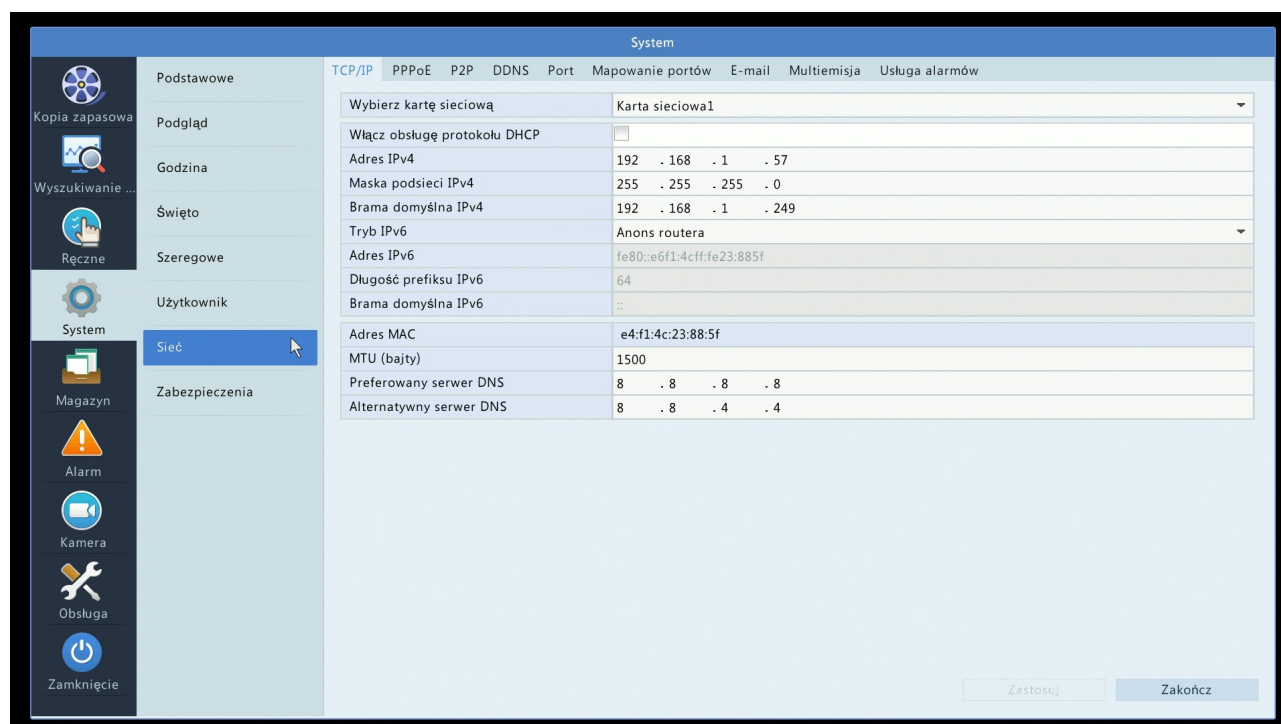 System
Kopia zapasowa
Wyszukiwanie ...
Ręczne
System
Magazyn
Alarm
Kamera
Obsługa
Zamknięcie
Podstawowe
Podgląd
Godzina
Święto
Szeregowe
Użytkownik
Sieć
Zabezpieczenia
TCP/IP PPPoE P2P DDNS Port Mapowanie portów E-mail Multiemisja Usługa alarmów
Wybierz kartę sieciową Karta sieciowa1
Włącz obsługę protokołu DHCP
Adres IPv4 192 . 168 . 1 . 57
Maska podsieci IPv4 255 . 255 . 255 . 0
Brama domyślna IPv4 192 . 168 . 1 . 249
Tryb IPv6 Anons routera
Adres IPv6 fe80::e6f1:4cff:fe23:885f
Długość prefiksu IPv6 64
Brama domyślna IPv6 ::
Adres MAC e4:f1:4c:23:88:5f
MTU (bajty) 1500
Preferowany serwer DNS 8 . 8 . 8 . 8
Alternatywny serwer DNS 8 . 8 . 4 . 4
Zastosuj Zakończ